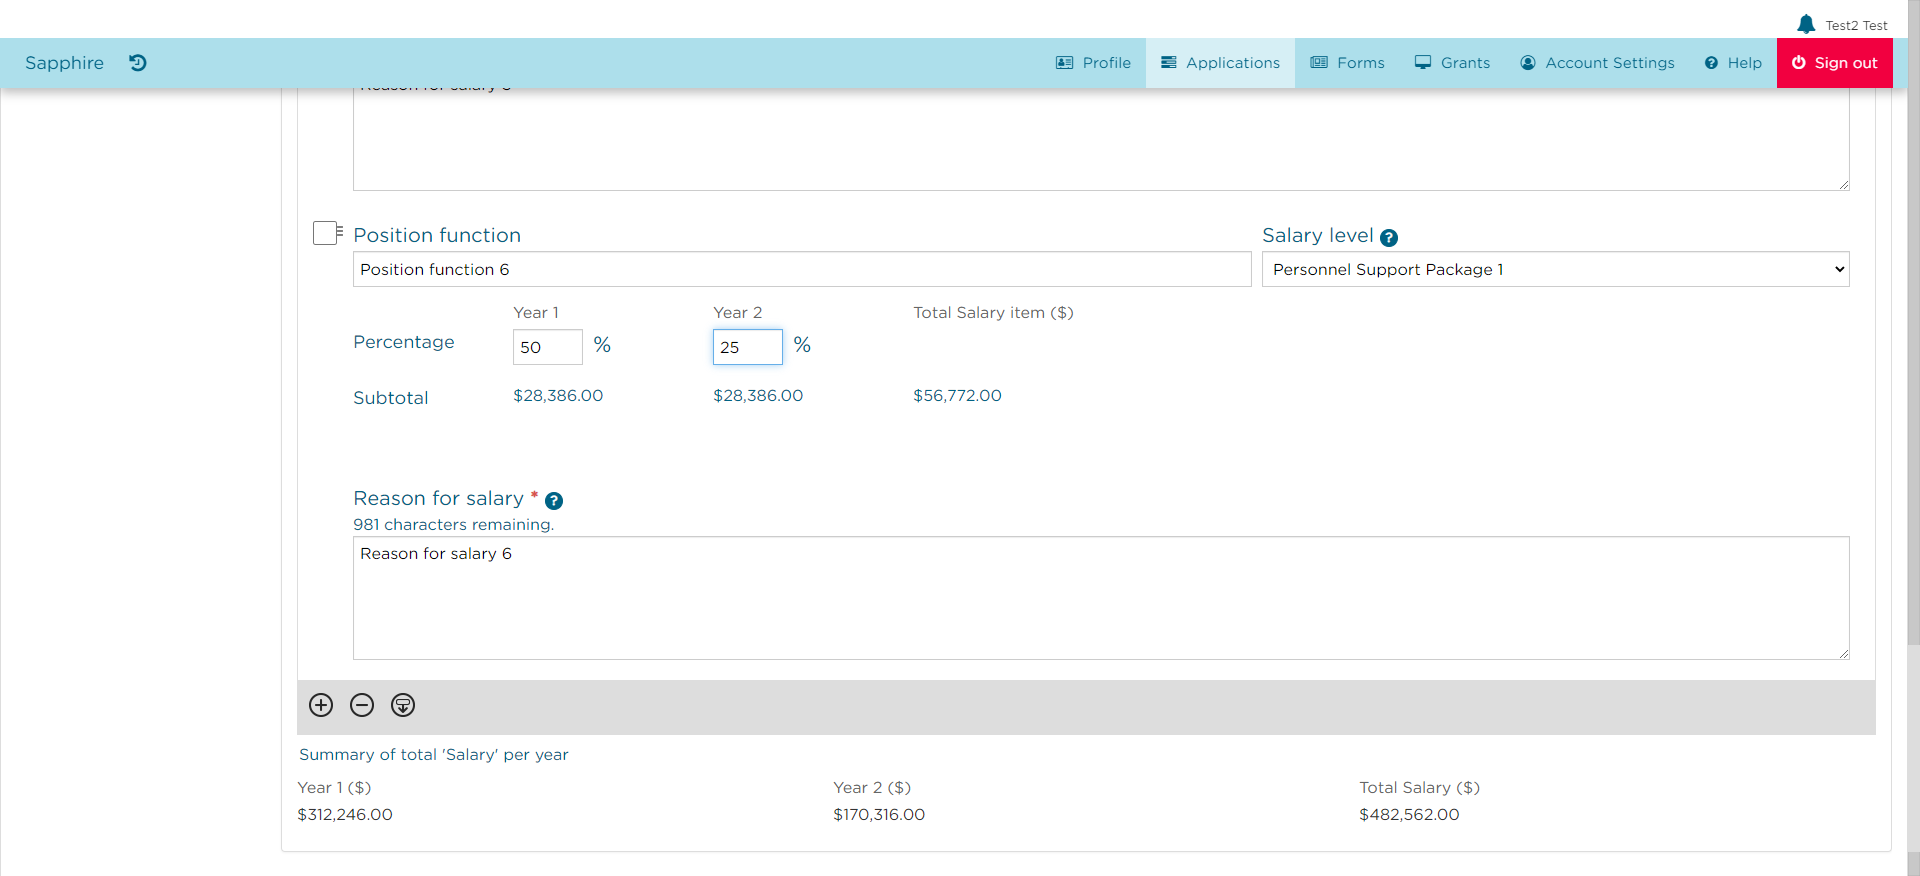 Test2 Test
Sapphire Profile Applications Forms Grants Account Settings Help Sign out
Position function Salary level
Position function 6 Personnel Support Package 1
Year 1 Year 2 Total Salary item ($)
Percentage 50 % 25 %
Subtotal $28,386.00 $28,386.00 $56,772.00
Reason for salary *
981 characters remaining.
Reason for salary 6
Summary of total 'Salary' per year
Year 1 ($) Year 2 ($) Total Salary ($)
$312,246.00 $170,316.00 $482,562.00